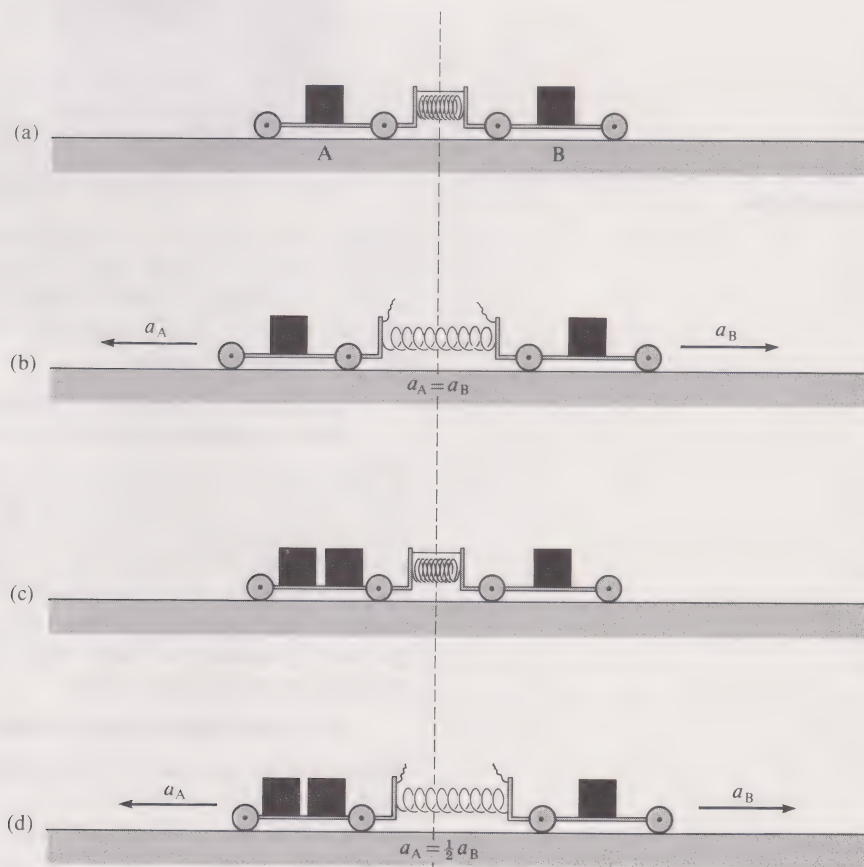 (a)
A B
a_A a_B
(b)
a_A = a_B
(c)
a_A a_B
(d)
a_A = ½ a_B